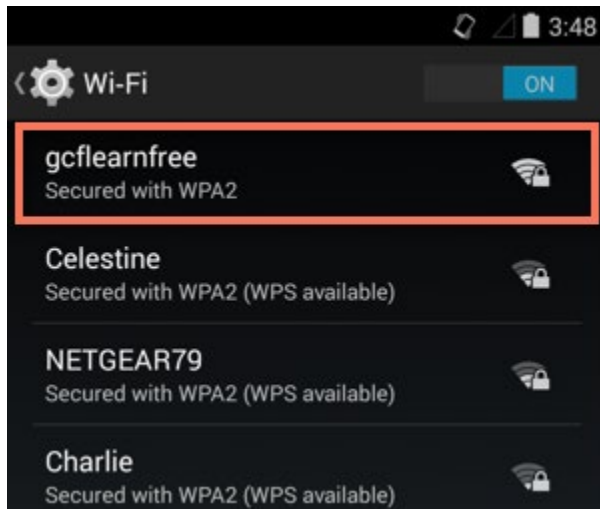 3:48
Wi-Fi
ON
gcflearnfree
Secured with WPA2
Celestine
Secured with WPA2 (WPS available)
NETGEAR79
Secured with WPA2 (WPS available)
Charlie
Secured with WPA2 (WPS available)